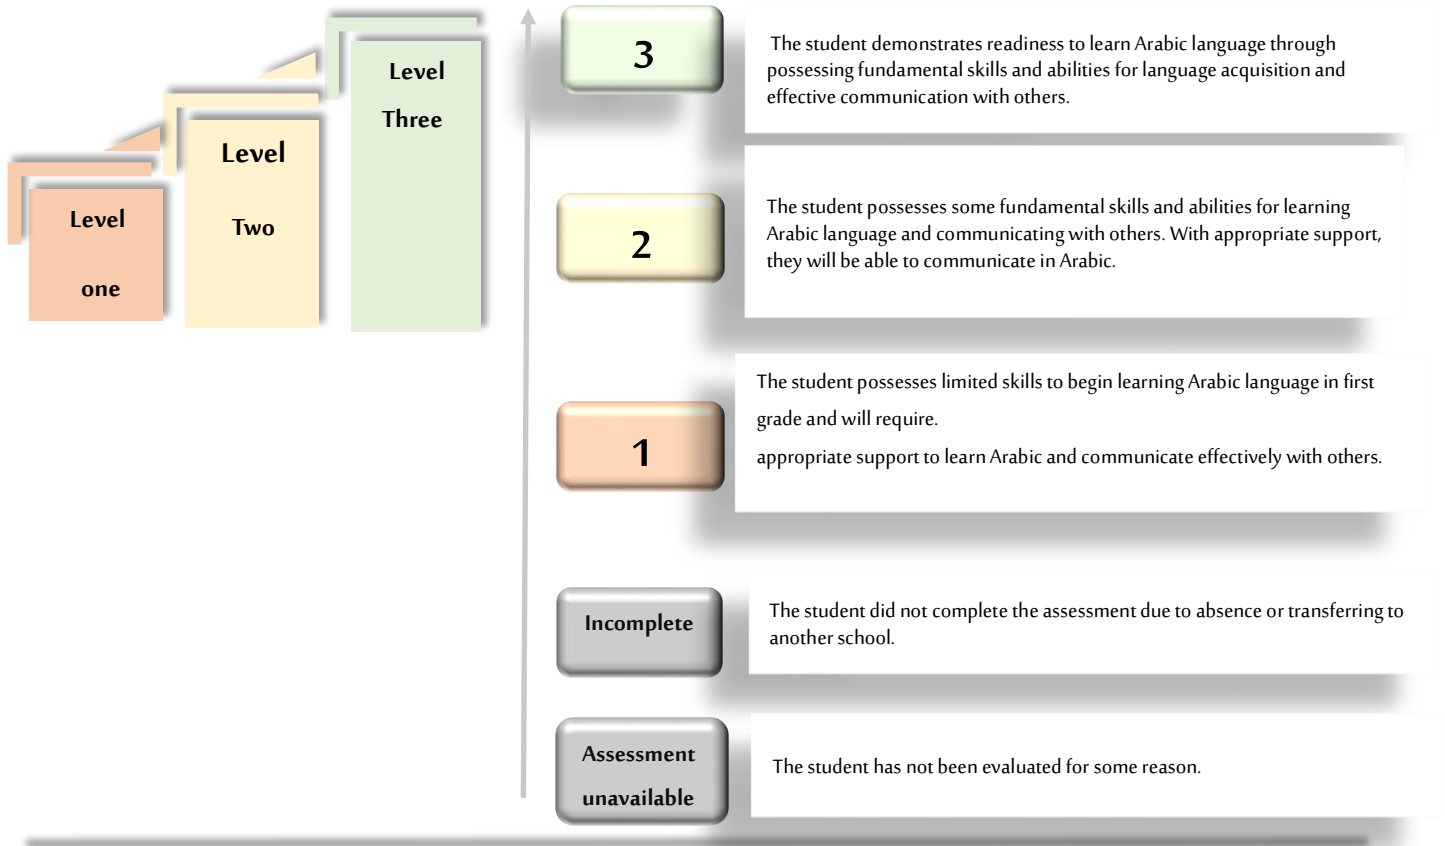 Level
one
Level
Two
Level
Three
3
The student demonstrates readiness to learn Arabic language through
possessing fundamental skills and abilities for language acquisition and
effective communication with others.
2
The student possesses some fundamental skills and abilities for learning
Arabic language and communicating with others. With appropriate support,
they will be able to communicate in Arabic.
1
The student possesses limited skills to begin learning Arabic language in first
grade and will require.
appropriate support to learn Arabic and communicate effectively with others.
Incomplete
The student did not complete the assessment due to absence or transferring to
another school.
Assessment
unavailable
The student has not been evaluated for some reason.